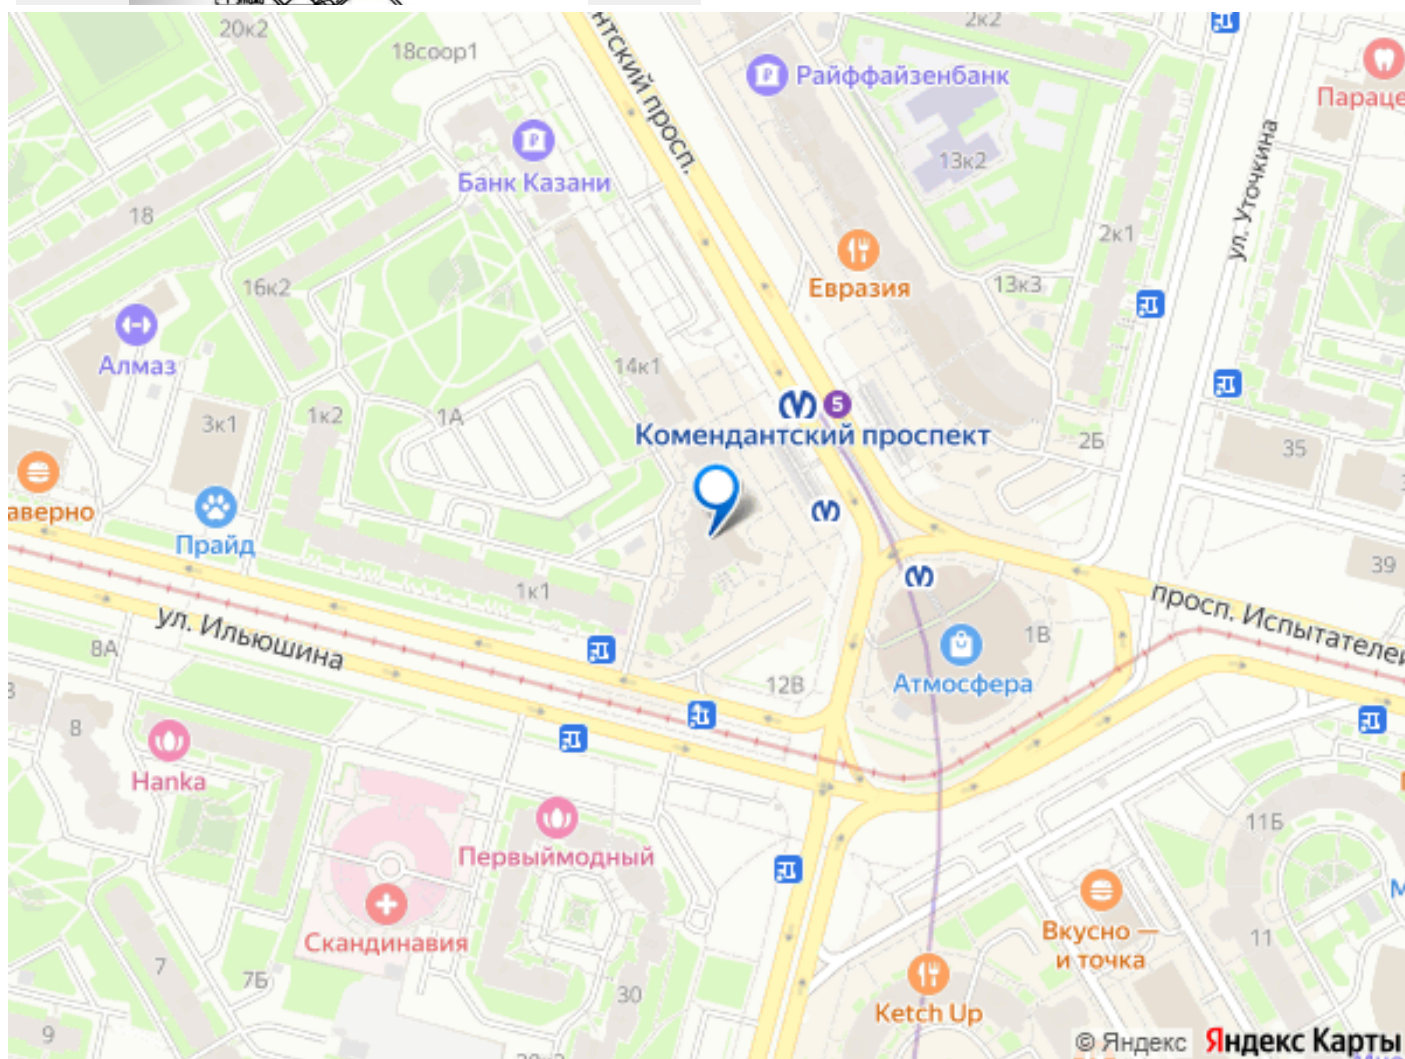 20к2
18соор1
нтский просп.
2к2
Райффайзенбанк
Параце
Банк Казани
13к2
ул. Уточкина
18
2к1
16к2
Евразия
13к3
Алмаз
14к1
5
3к1
1к2
1А
Комендантский проспект
2Б
35
аверно
Прайд
1к1
39
просп. Испытателей
ул. Ильюшина
8А
1В
12В
Атмосфера
8
Hanka
11Б
Первыймодный
Скандинавия
Вкусно —
и точка
11
7
7Б
30
Ketch Up
9
© Яндекс Яндекс Карты